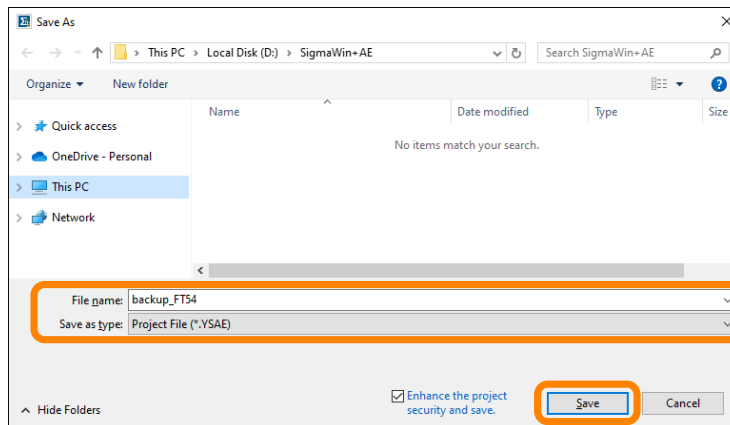 Save As
This PC > Local Disk (D:) > SigmaWin+AE
Search SigmaWin+AE
Organize
New folder
Name
Date modified
Type
Size
Quick access
No items match your search.
OneDrive - Personal
This PC
Network
File name: backup_FT54
Save as type: Project File (*.YSAE)
Enhance the project
security and save.
Save
Cancel
Hide Folders